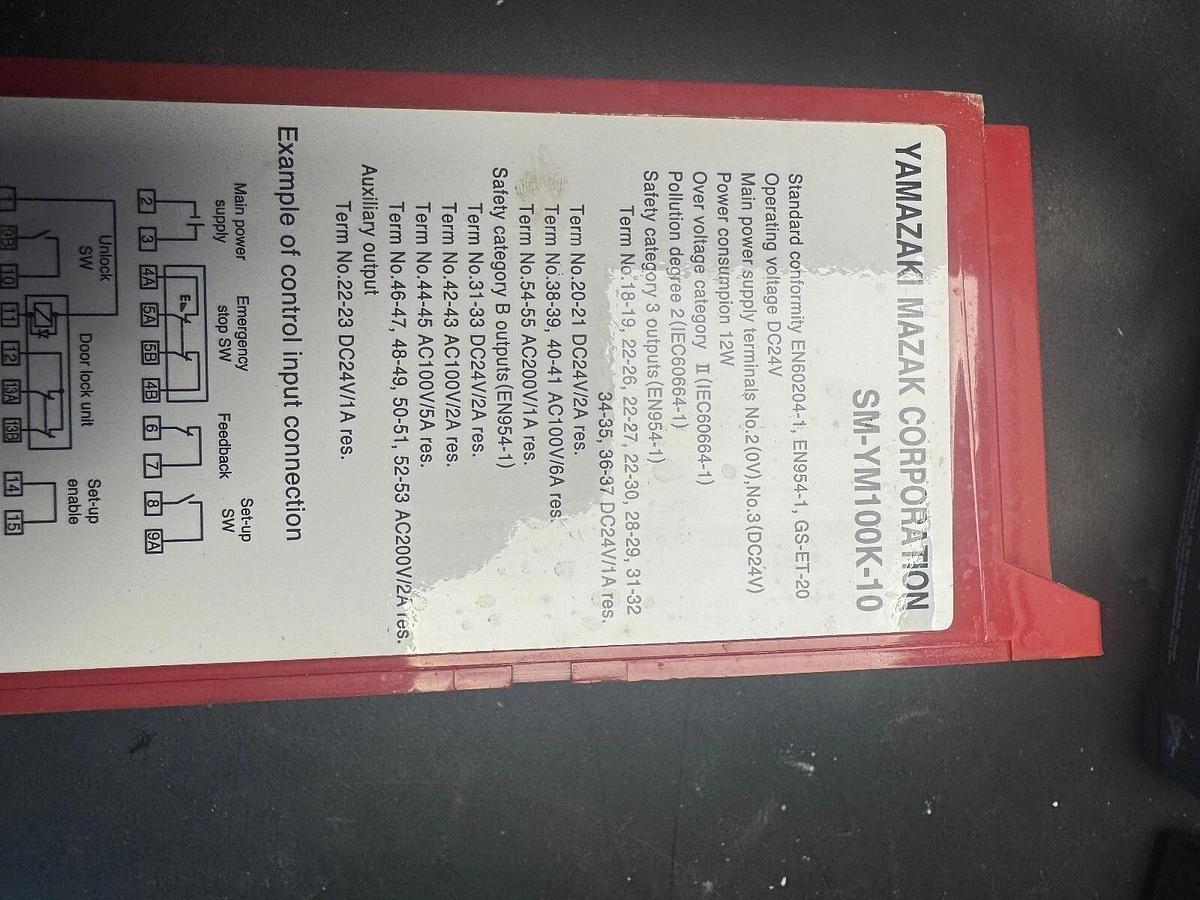 YAMAZAKI MAZAK CORPORATION
SM-YM100K-10
Standard conformity EN60204-1, EN954-1, GS-ET-20
Operating voltage DC24V
Main power supply terminals No.2(0V),No.3(DC24V)
Power consumpion 12W
Over voltage category II (IEC60664-1)
Pollution degree 2 (IEC60664-1)
Safety category 3 outputs (EN954-1)
Term No.18-19, 22-26, 22-27, 22-30, 28-29, 31-32
34-35, 36-37 DC24V/1A res.
Term No.20-21 DC24V/2A res.
Term No.38-39, 40-41 AC100V/6A res.
Term No.54-55 AC200V/1A res.
Safety category B outputs (EN954-1)
Term No.31-33 DC24V/2A res.
Term No.42-43 AC100V/2A res.
Term No.44-45 AC100V/5A res.
Term No.46-47, 48-49, 50-51, 52-53 AC200V/2A res.
Auxiliary output
Term No.22-23 DC24V/1A res.
Example of control input connection
Main power supply
Emergency stop SW
Feedback
Set-up SW
2 3 4A 5A 5B 4B 6 7 8 9A
Unlock SW
Door lock unit
Set-up enable
1 9B 10 11 12 13A 13B 14 15